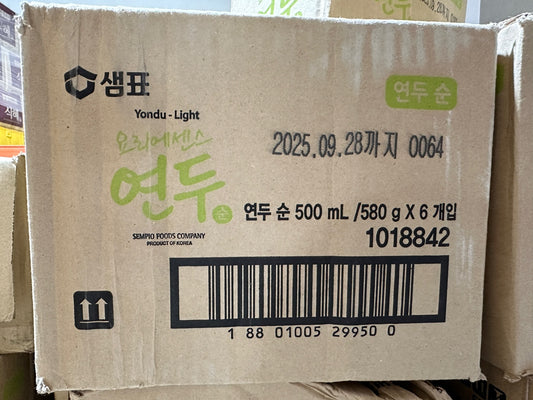 샘표
연두 순
Yondu - Light
요리에센스
연두 순
2025.09.28까지 0064
연두 순 500 mL /580 g X 6 개입
SEMPIO FOODS COMPANY
PRODUCT OF KOREA
1018842
1 88 01005 29950 0